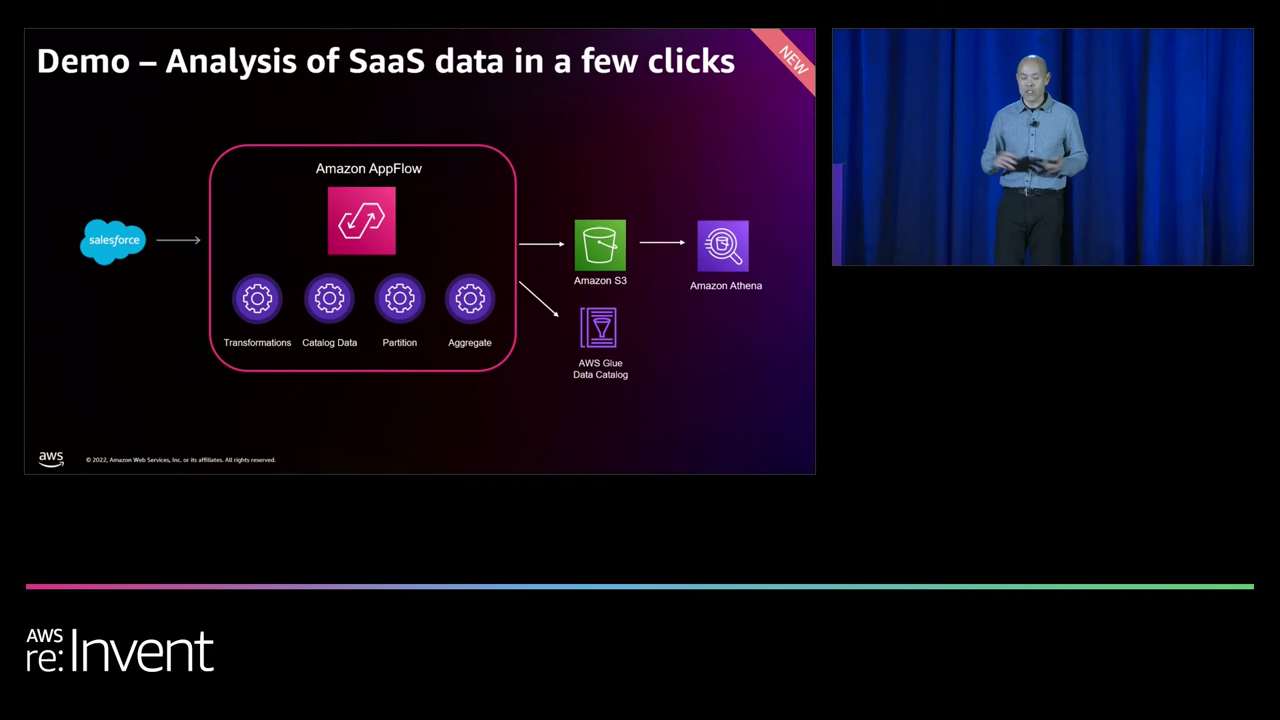 Demo – Analysis of SaaS data in a few clicks
NEW
Amazon AppFlow
salesforce
Transformations
Catalog Data
Partition
Aggregate
Amazon S3
Amazon Athena
AWS Glue
Data Catalog
aws
© 2022, Amazon Web Services, Inc. or its affiliates. All rights reserved.
AWS
re:Invent